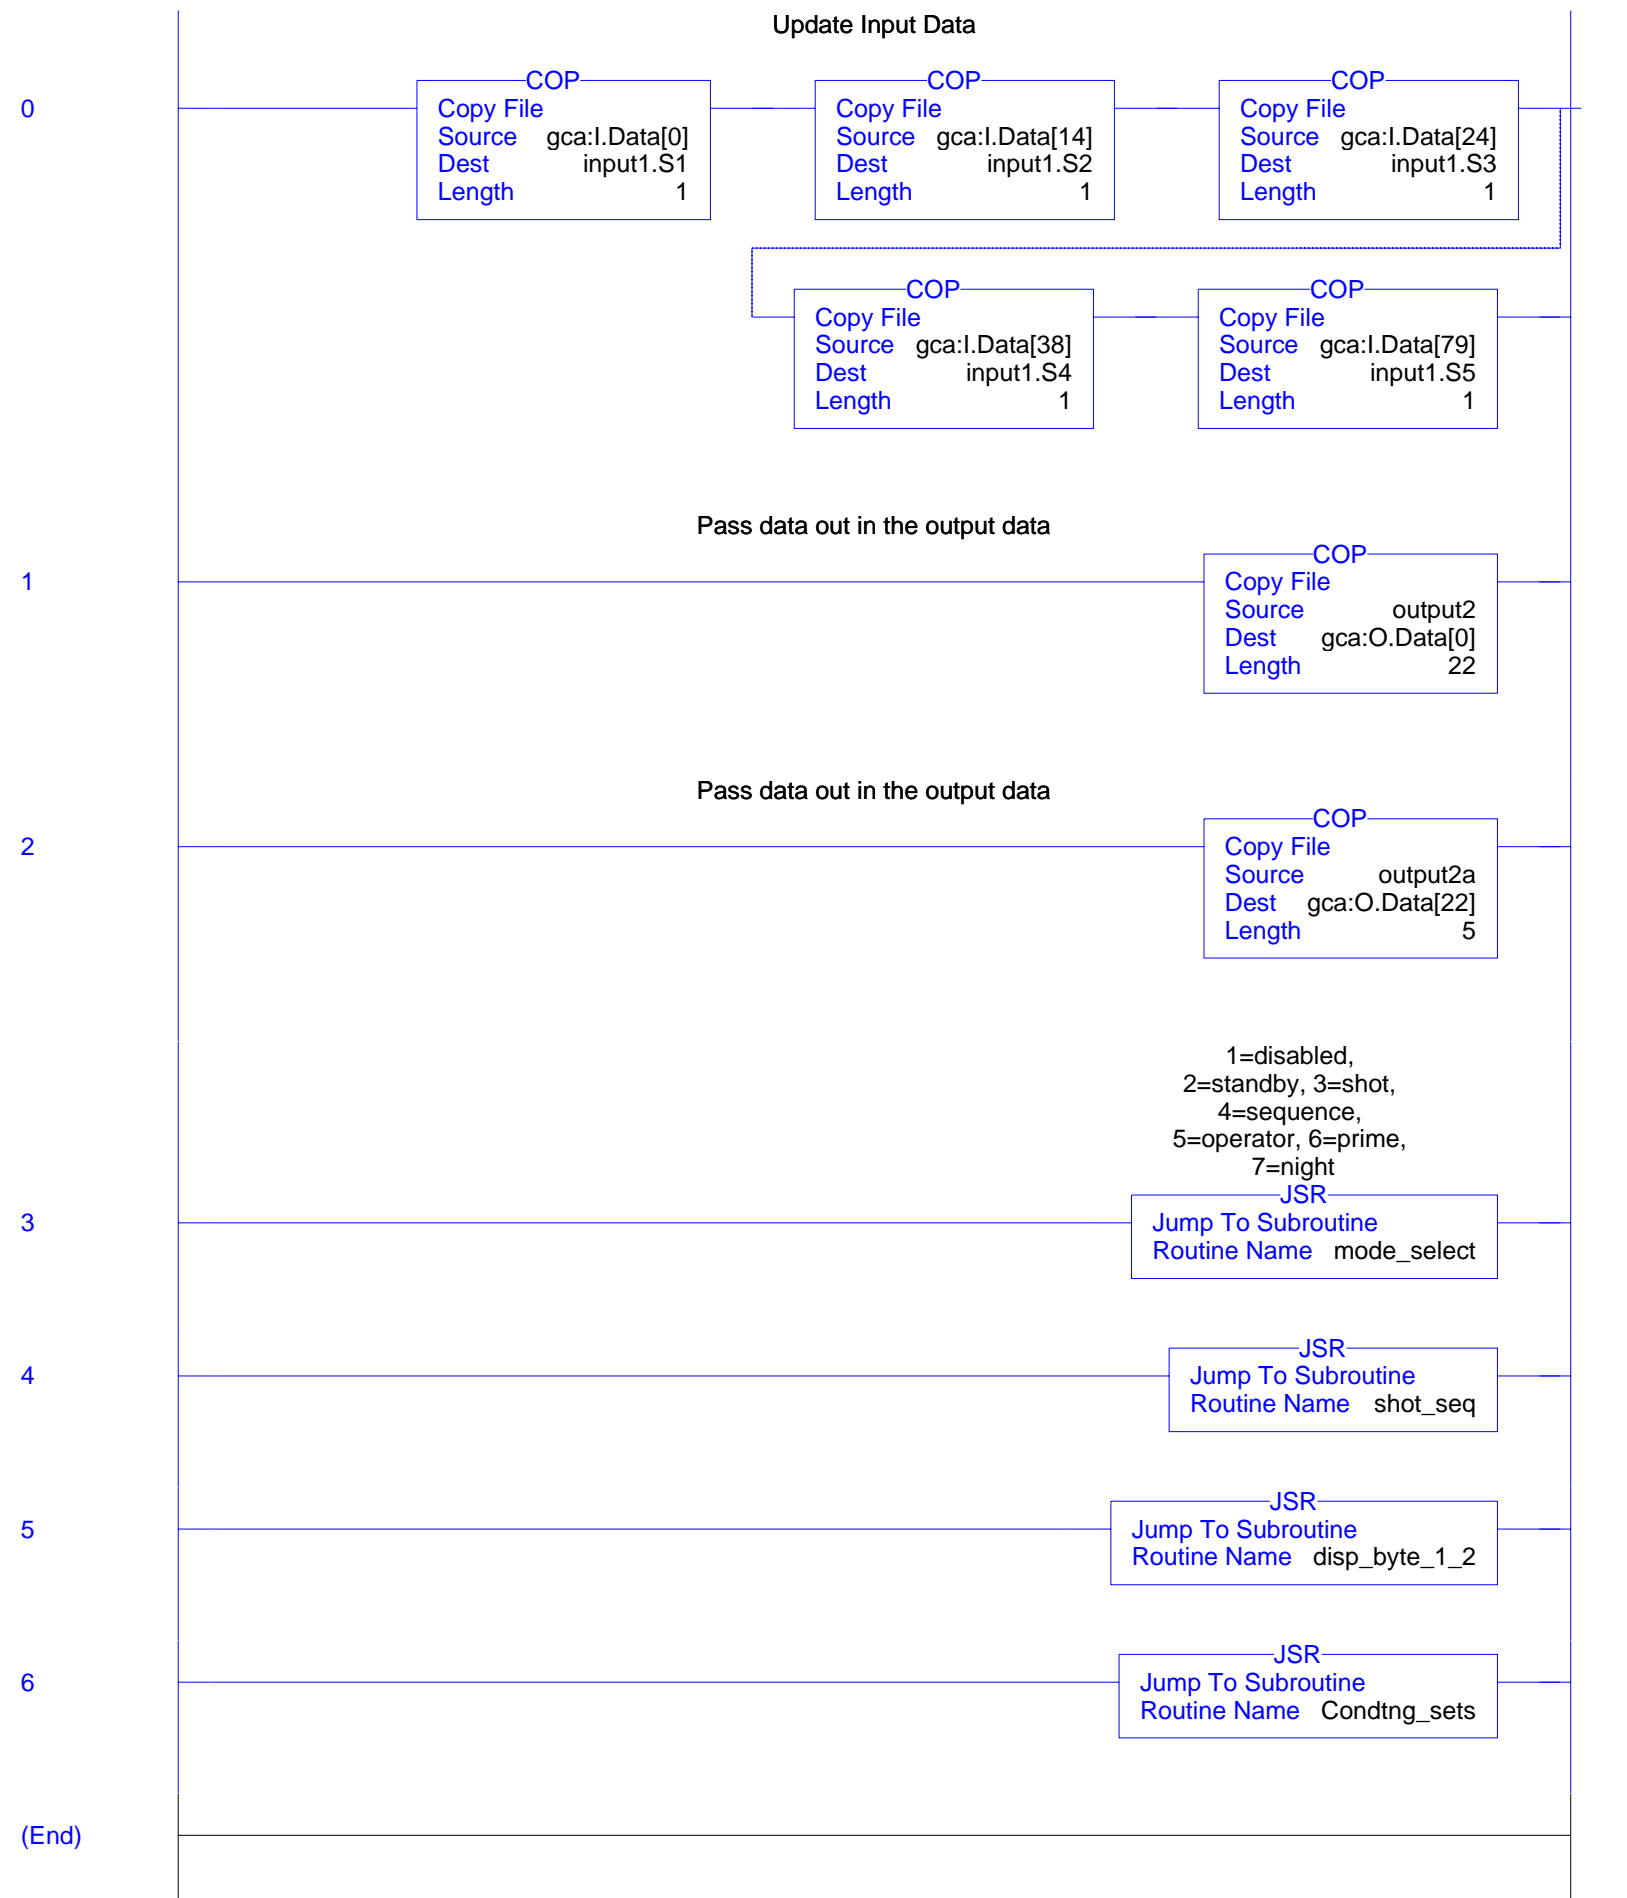 Update Input Data
0
COP
Copy File
Source gca:I.Data[0]
Dest input1.S1
Length 1
COP
Copy File
Source gca:I.Data[14]
Dest input1.S2
Length 1
COP
Copy File
Source gca:I.Data[24]
Dest input1.S3
Length 1
COP
Copy File
Source gca:I.Data[38]
Dest input1.S4
Length 1
COP
Copy File
Source gca:I.Data[79]
Dest input1.S5
Length 1
Pass data out in the output data
1
COP
Copy File
Source output2
Dest gca:O.Data[0]
Length 22
Pass data out in the output data
2
COP
Copy File
Source output2a
Dest gca:O.Data[22]
Length 5
1=disabled,
2=standby, 3=shot,
4=sequence,
5=operator, 6=prime,
7=night
3
JSR
Jump To Subroutine
Routine Name mode_select
4
JSR
Jump To Subroutine
Routine Name shot_seq
5
JSR
Jump To Subroutine
Routine Name disp_byte_1_2
6
JSR
Jump To Subroutine
Routine Name Condtng_sets
(End)